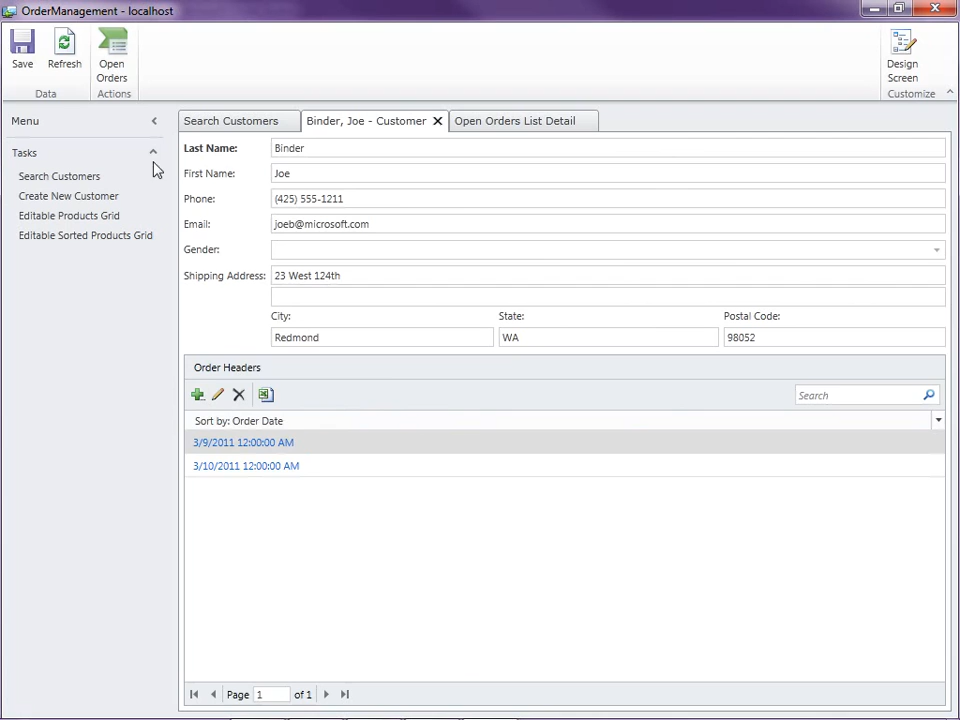 OrderManagement - localhost
Save
Refresh
Open
Orders
Design
Screen
Data
Actions
Customize
Menu
Tasks
Search Customers
Create New Customer
Editable Products Grid
Editable Sorted Products Grid
Search Customers
Binder, Joe - Customer
Open Orders List Detail
Last Name: Binder
First Name: Joe
Phone: (425) 555-1211
Email: joeb@microsoft.com
Gender:
Shipping Address: 23 West 124th
City: State: Postal Code:
Redmond WA 98052
Order Headers
Search
Sort by: Order Date
3/9/2011 12:00:00 AM
3/10/2011 12:00:00 AM
Page 1 of 1